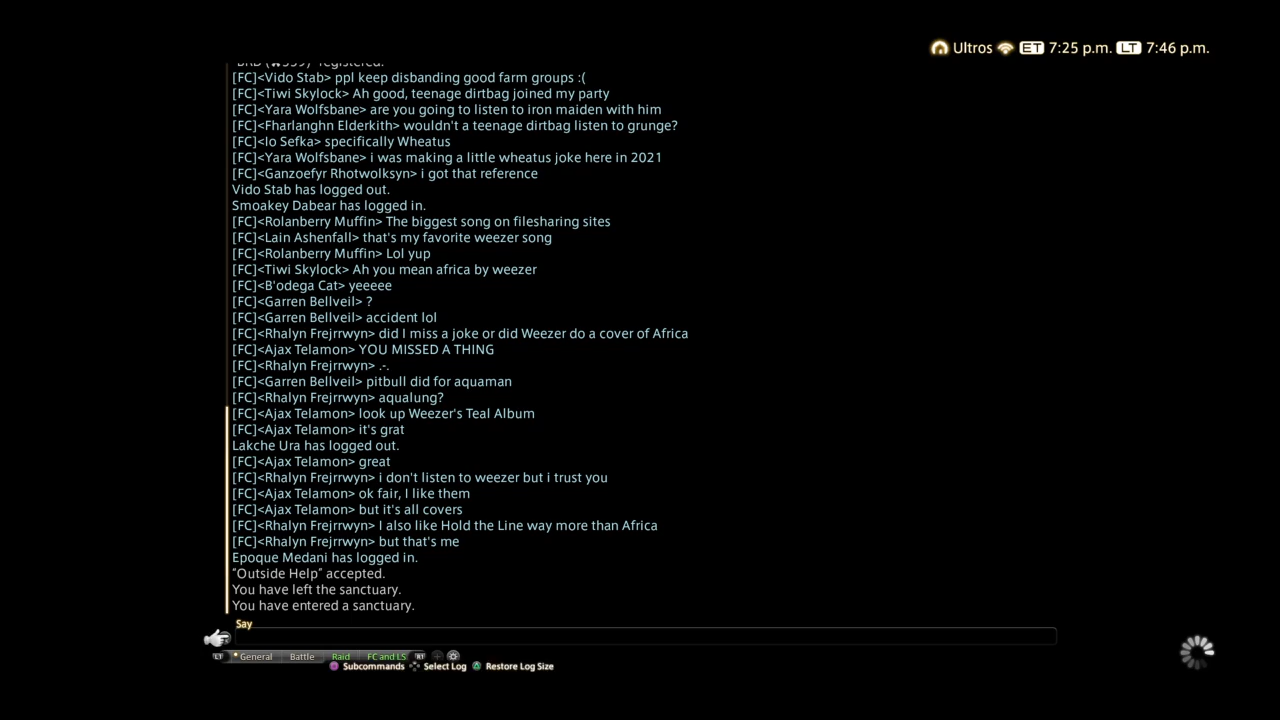 Ultros ET 7:25 p.m. LT 7:46 p.m.
registered.
[FC]<Vido Stab> ppl keep disbanding good farm groups :(
[FC]<Tiwi Skylock> Ah good, teenage dirtbag joined my party
[FC]<Yara Wolfsbane> are you going to listen to iron maiden with him
[FC]<Fharlanghn Elderkith> wouldn't a teenage dirtbag listen to grunge?
[FC]<Io Sefka> specifically Wheatus
[FC]<Yara Wolfsbane> i was making a little wheatus joke here in 2021
[FC]<Ganzoefyr Rhotwolksyn> i got that reference
Vido Stab has logged out.
Smoakey Dabear has logged in.
[FC]<Rolanberry Muffin> The biggest song on filesharing sites
[FC]<Lain Ashenfall> that's my favorite weezer song
[FC]<Rolanberry Muffin> Lol yup
[FC]<Tiwi Skylock> Ah you mean africa by weezer
[FC]<B'odega Cat> yeeeee
[FC]<Garren Bellveil> ?
[FC]<Garren Bellveil> accident lol
[FC]<Rhalyn Frejrrwyn> did I miss a joke or did Weezer do a cover of Africa
[FC]<Ajax Telamon> YOU MISSED A THING
[FC]<Rhalyn Frejrrwyn> .-.
[FC]<Garren Bellveil> pitbull did for aquaman
[FC]<Rhalyn Frejrrwyn> aqualung?
[FC]<Ajax Telamon> look up Weezer's Teal Album
[FC]<Ajax Telamon> it's grat
Lakche Ura has logged out.
[FC]<Ajax Telamon> great
[FC]<Rhalyn Frejrrwyn> i don't listen to weezer but i trust you
[FC]<Ajax Telamon> ok fair, I like them
[FC]<Ajax Telamon> but it's all covers
[FC]<Rhalyn Frejrrwyn> I also like Hold the Line way more than Africa
[FC]<Rhalyn Frejrrwyn> but that's me
Epoque Medani has logged in.
“Outside Help” accepted.
You have left the sanctuary.
You have entered a sanctuary.
Say
L1 General Battle Raid FC and LS R1
Subcommands Select Log Restore Log Size